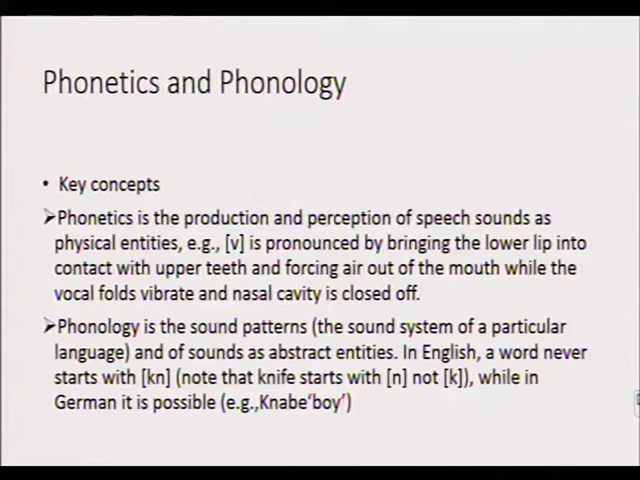 Phonetics and Phonology
• Key concepts
➢Phonetics is the production and perception of speech sounds as
physical entities, e.g., [v] is pronounced by bringing the lower lip into
contact with upper teeth and forcing air out of the mouth while the
vocal folds vibrate and nasal cavity is closed off.
➢Phonology is the sound patterns (the sound system of a particular
language) and of sounds as abstract entities. In English, a word never
starts with [kn] (note that knife starts with [n] not [k]), while in
German it is possible (e.g.,Knabe‘boy’)